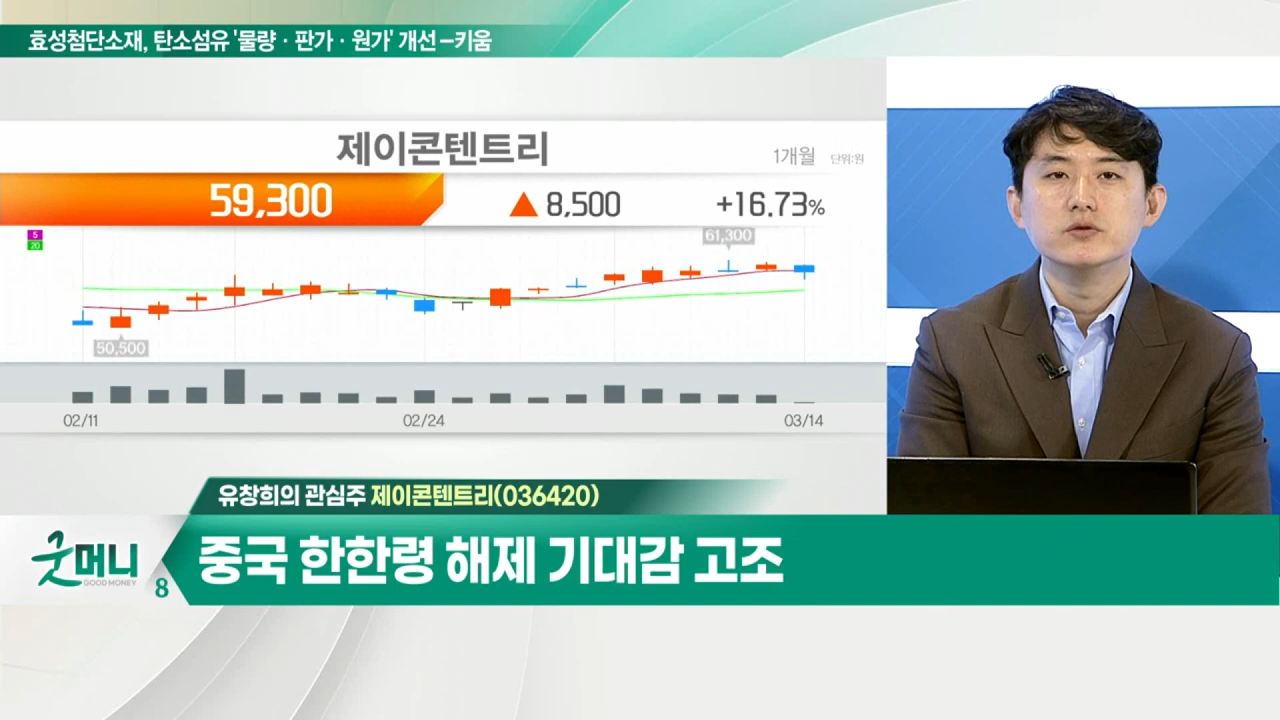 효성첨단소재, 탄소섬유 '물량·판가·원가' 개선-키움
제이콘텐트리
1개월 단위:원
59,300 ▲ 8,500 +16.73%
5
20
61,300
50,500
02/11 02/24 03/14
유창희의 관심주 제이콘텐트리(036420)
굿머니
GOOD MONEY
8
중국 한한령 해제 기대감 고조